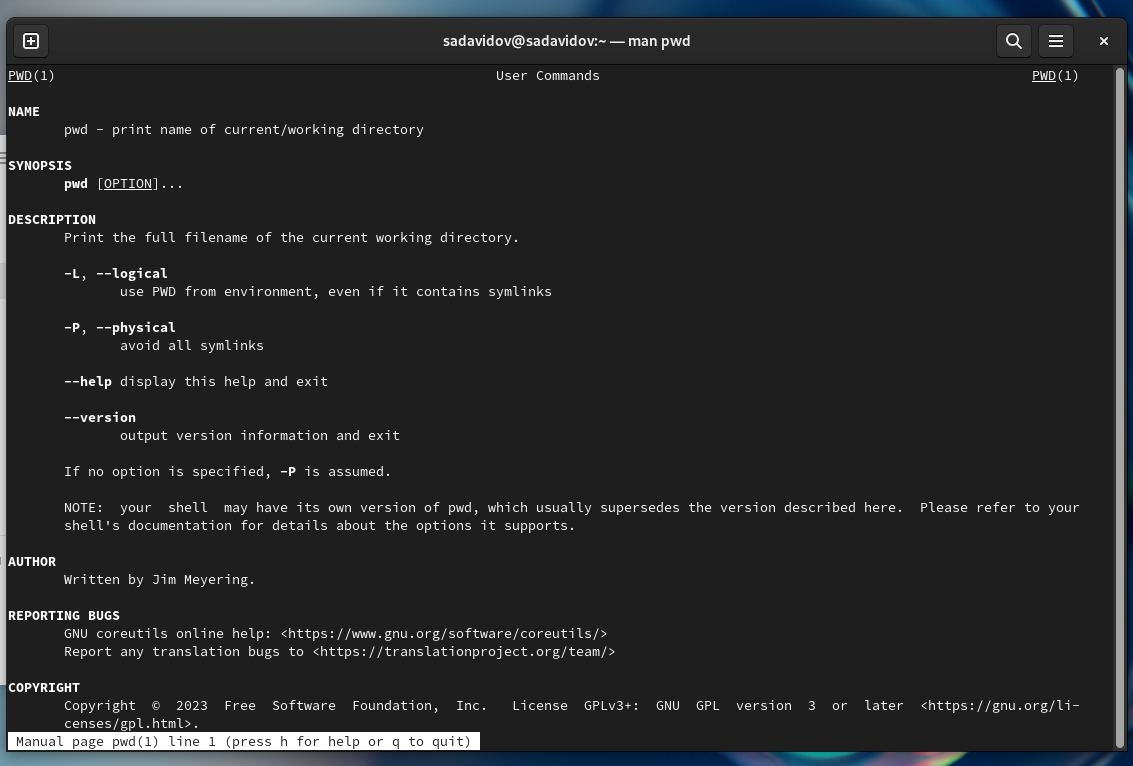 sadavidov@sadavidov:~ — man pwd
PWD(1) User Commands PWD(1)
NAME
pwd - print name of current/working directory
SYNOPSIS
pwd [OPTION]...
DESCRIPTION
Print the full filename of the current working directory.
-L, --logical
use PWD from environment, even if it contains symlinks
-P, --physical
avoid all symlinks
--help display this help and exit
--version
output version information and exit
If no option is specified, -P is assumed.
NOTE:  your  shell  may have its own version of pwd, which usually supersedes the version described here.  Please refer to your
shell's documentation for details about the options it supports.
AUTHOR
Written by Jim Meyering.
REPORTING BUGS
GNU coreutils online help: <https://www.gnu.org/software/coreutils/>
Report any translation bugs to <https://translationproject.org/team/>
COPYRIGHT
Copyright  ©  2023  Free  Software  Foundation,  Inc.   License  GPLv3+:  GNU  GPL  version  3  or  later  <https://gnu.org/li-
censes/gpl.html>.
Manual page pwd(1) line 1 (press h for help or q to quit)